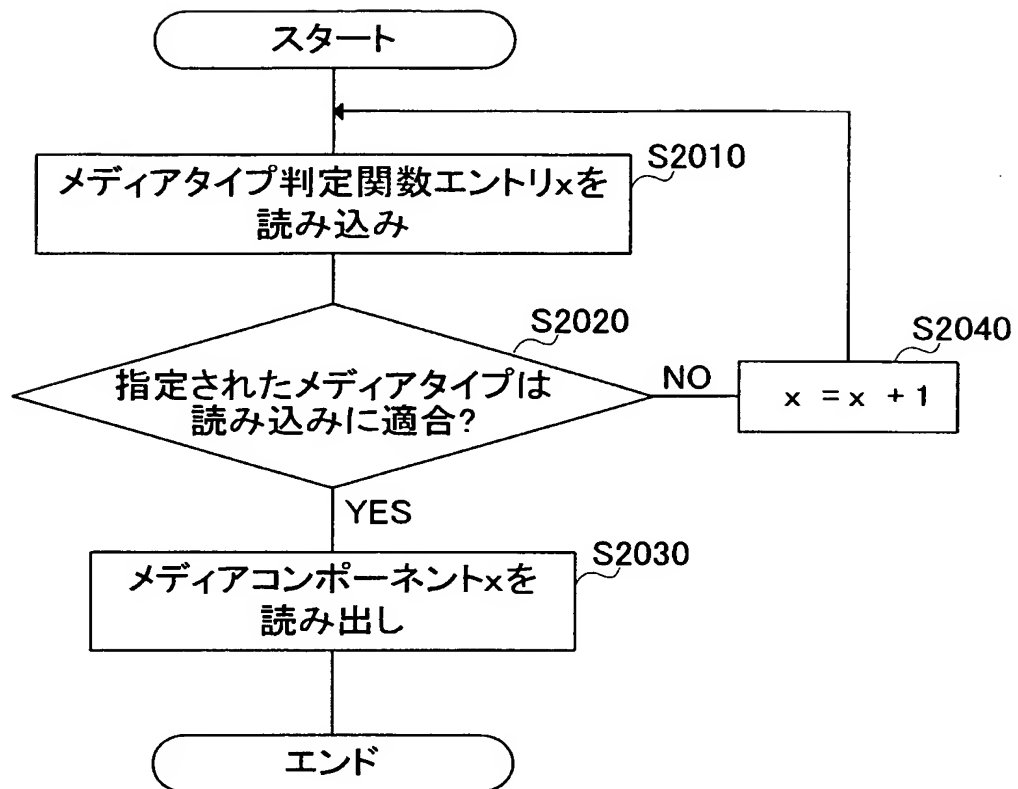 スタート
S2010
メディアタイプ判定関数エントリxを
読み込み
S2020
指定されたメディアタイプは
読み込みに適合?
NO
S2040
x = x + 1
YES
S2030
メディアコンポーネントxを
読み出し
エンド